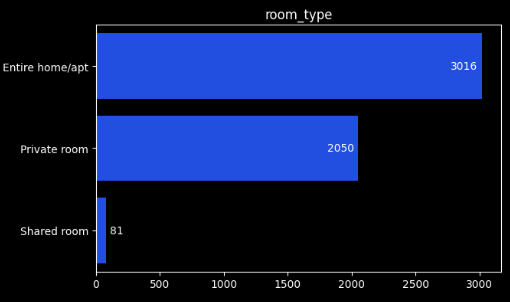 room_type
Entire home/apt
3016
Private room
2050
Shared room
81
0 500 1000 1500 2000 2500 3000